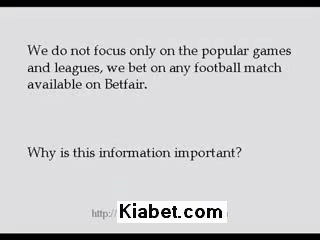 We do not focus only on the popular games
and leagues, we bet on any football match
available on Betfair.
Why is this information important?
http:// Kiabet.com